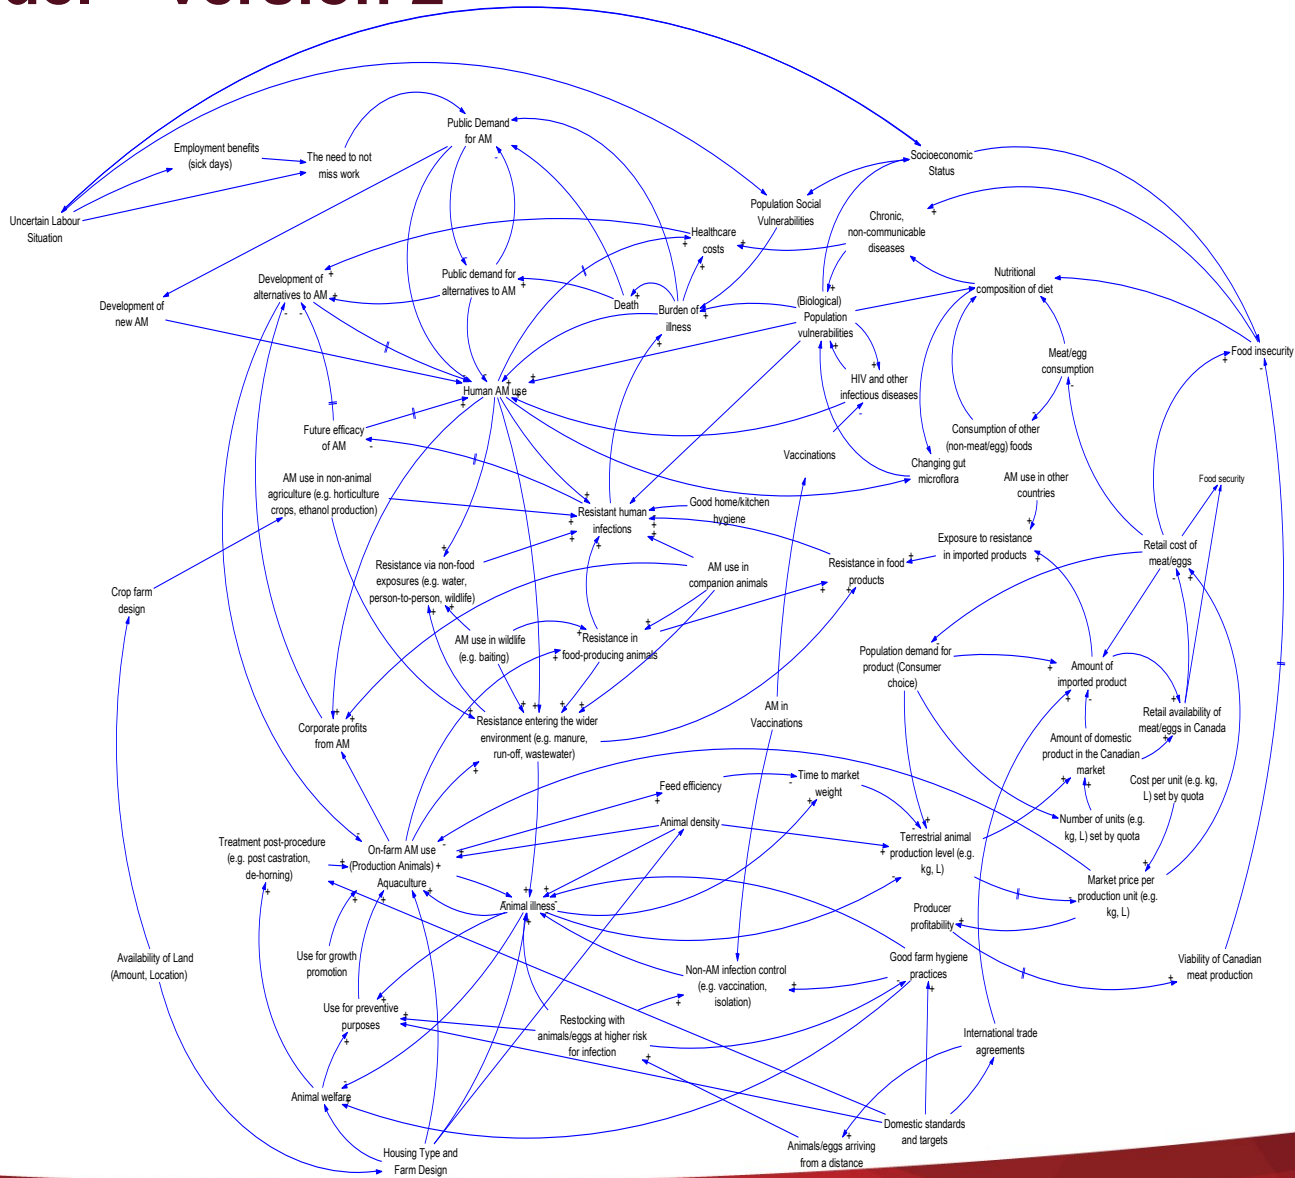 Public Demand
for AM
Employment benefits
(sick days)
The need to not
miss work
Socioeconomic
Status
Uncertain Labour
Situation
Population Social
Vulnerabilities
Chronic,
non-communicable
diseases
Healthcare
costs
Development of
alternatives to AM
Public demand for
alternatives to AM
Nutritional
composition of diet
Development of
new AM
Death
Burden of
illness
(Biological)
Population
vulnerabilities
Food insecurity
Meat/egg
consumption
Human AM use
HIV and other
infectious diseases
Future efficacy
of AM
Consumption of other
(non-meat/egg) foods
Vaccinations
Changing gut
microflora
AM use in non-animal
agriculture (e.g. horticulture
crops, ethanol production)
AM use in other
countries
Food security
Resistant human
infections
Good home/kitchen
hygiene
Exposure to resistance
in imported products
Retail cost of
meat/eggs
Resistance via non-food
exposures (e.g. water,
person-to-person, wildlife)
AM use in
companion animals
Resistance in food
products
Crop farm
design
AM use in wildlife
(e.g. baiting)
Resistance in
food-producing animals
Population demand for
product (Consumer
choice)
Amount of
imported product
Corporate profits
from AM
Resistance entering the wider
environment (e.g. manure,
run-off, wastewater)
AM in
Vaccinations
Retail availability of
meat/eggs in Canada
Amount of domestic
product in the Canadian
market
Cost per unit (e.g. kg,
L) set by quota
Feed efficiency
Time to market
weight
Animal density
Number of units (e.g.
kg, L) set by quota
Treatment post-procedure
(e.g. post castration,
de-horning)
On-farm AM use
(Production Animals) +
Aquaculture
Terrestrial animal
production level (e.g.
kg, L)
Market price per
production unit (e.g.
kg, L)
Animal illness
Producer
profitability
Availability of Land
(Amount, Location)
Use for growth
promotion
Non-AM infection control
(e.g. vaccination,
isolation)
Good farm hygiene
practices
Viability of Canadian
meat production
Use for preventive
purposes
Restocking with
animals/eggs at higher risk
for infection
International trade
agreements
Animal welfare
Domestic standards
and targets
Housing Type and
Farm Design
Animals/eggs arriving
from a distance